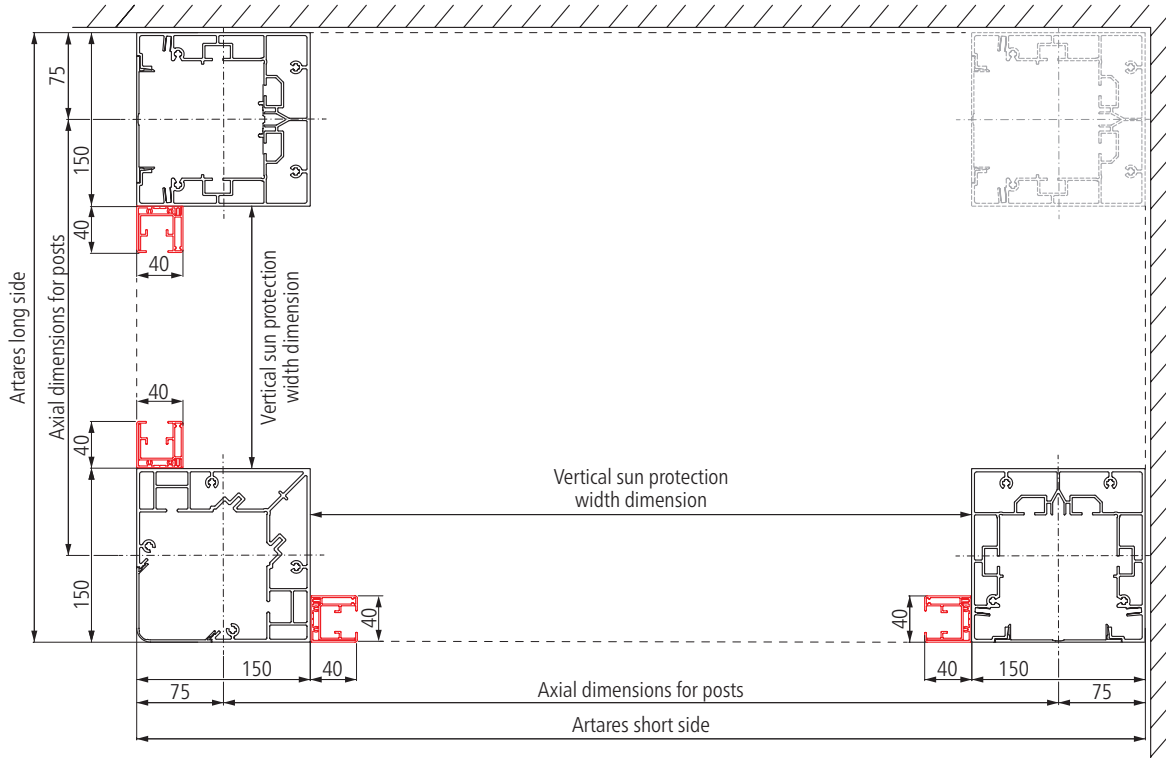 75
150
40
40
Artares long side
Axial dimensions for posts
Vertical sun protection
width dimension
40
40
150
Vertical sun protection
width dimension
40
40
150
40
40
150
75
Axial dimensions for posts
75
Artares short side